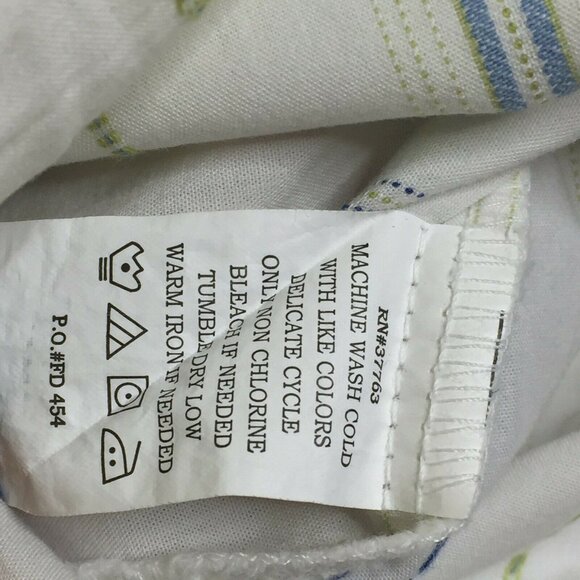 RN#37763
MACHINE WASH COLD
WITH LIKE COLORS
DELICATE CYCLE
ONLY NON CHLORINE
BLEACH IF NEEDED
TUMBLE DRY LOW
WARM IRON IF NEEDED
P.O.#FD 454